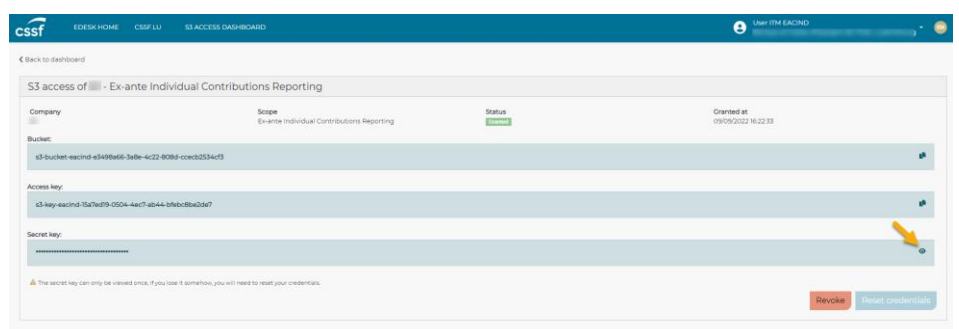 cssf EDESK HOME CSSF LU S3 ACCESS DASHBOARD User ITM EACIND EN
Back to dashboard
S3 access of - Ex-ante Individual Contributions Reporting
Company Scope Status Granted at
Ex-ante Individual Contributions Reporting Granted 09/09/2022 16:22:33
Bucket:
s3-bucket-eacind-e3498a66-3a8e-4c22-808d-ccecb2534cf3
Access key:
s3-key-eacind-15a7ed19-0504-4ec7-ab44-bfebc8be2de7
Secret key:
************************************
The secret key can only be viewed once, if you lose it somehow, you will need to reset your credentials.
Revoke Reset credentials